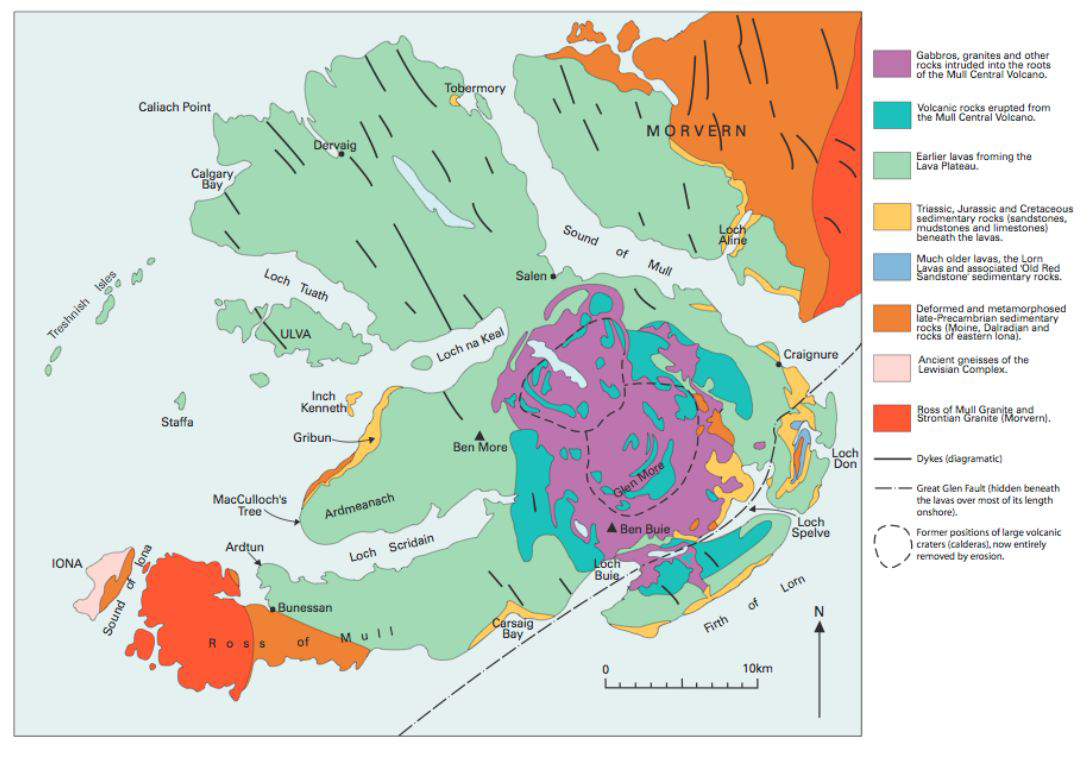 Caliach Point
Tobermory
Dervaig
Calgary
Bay
MORVERN
Loch
Aline
Sound of Mull
Salen
Loch Tuath
Treshnish Isles
ULVA
Loch na Keal
Craignure
Inch
Kenneth
Staffa
Gribun
Ben More
Loch
Don
Glen More
MacCulloch's
Tree
Ardmeanach
Ben Buie
Loch
Spelve
Ardtun
Loch Scridain
IONA
Sound of Iona
Loch
Buie
Bunessan
Carsaig
Bay
Firth of Lorn
Ross of Mull
N
0 10km
Gabbros, granites and other
rocks intruded into the roots
of the Mull Central Volcano.
Volcanic rocks erupted from
the Mull Central Volcano.
Earlier lavas froming the
Lava Plateau.
Triassic, Jurassic and Cretaceous
sedimentary rocks (sandstones,
mudstones and limestones)
beneath the lavas.
Much older lavas, the Lorn
Lavas and associated 'Old Red
Sandstone' sedimentary rocks.
Deformed and metamorphosed
late-Precambrian sedimentary
rocks (Moine, Dalradian and
rocks of eastern Iona).
Ancient gneisses of the
Lewisian Complex.
Ross of Mull Granite and
Strontian Granite (Morvern).
Dykes (diagramatic)
Great Glen Fault (hidden beneath
the lavas over most of its length
onshore).
Former positions of large volcanic
craters (calderas), now entirely
removed by erosion.